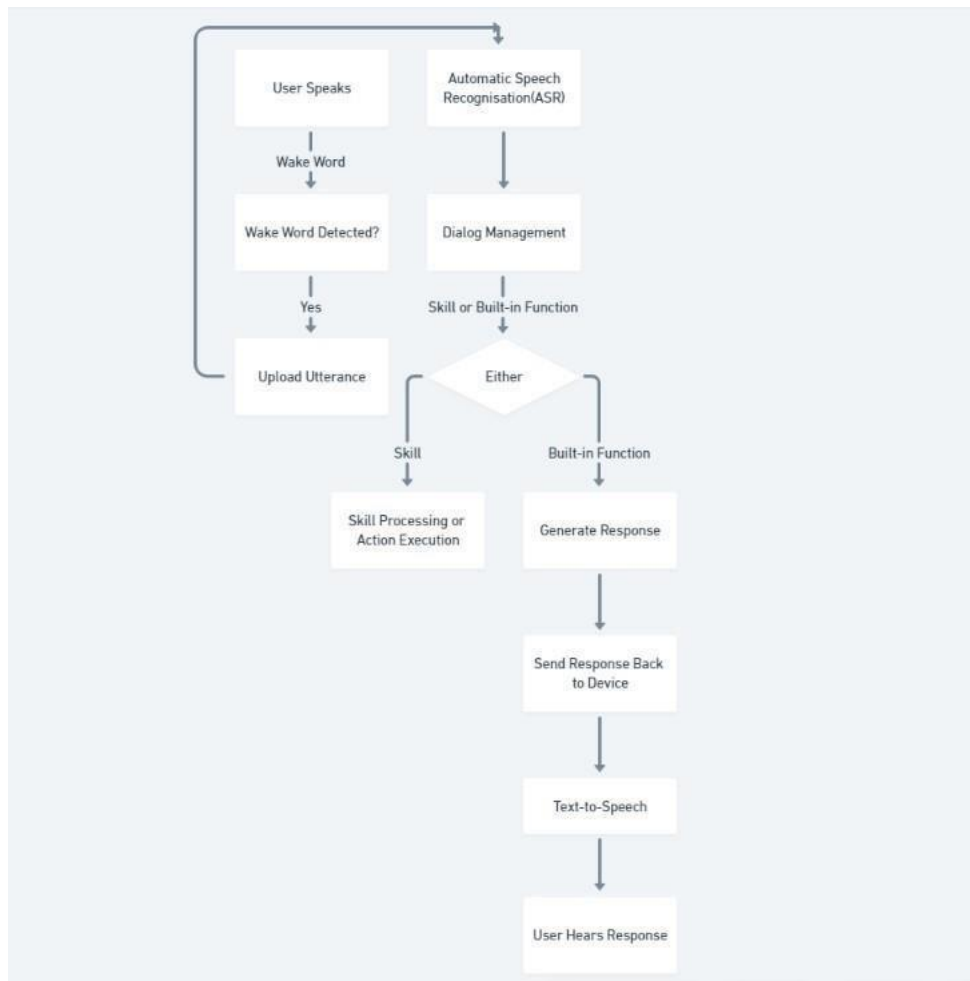 User Speaks
Wake Word
Wake Word Detected?
Yes
Upload Utterance
Automatic Speech
Recognisation(ASR)
Dialog Management
Skill or Built-in Function
Either
Skill
Skill Processing or
Action Execution
Built-in Function
Generate Response
Send Response Back
to Device
Text-to-Speech
User Hears Response